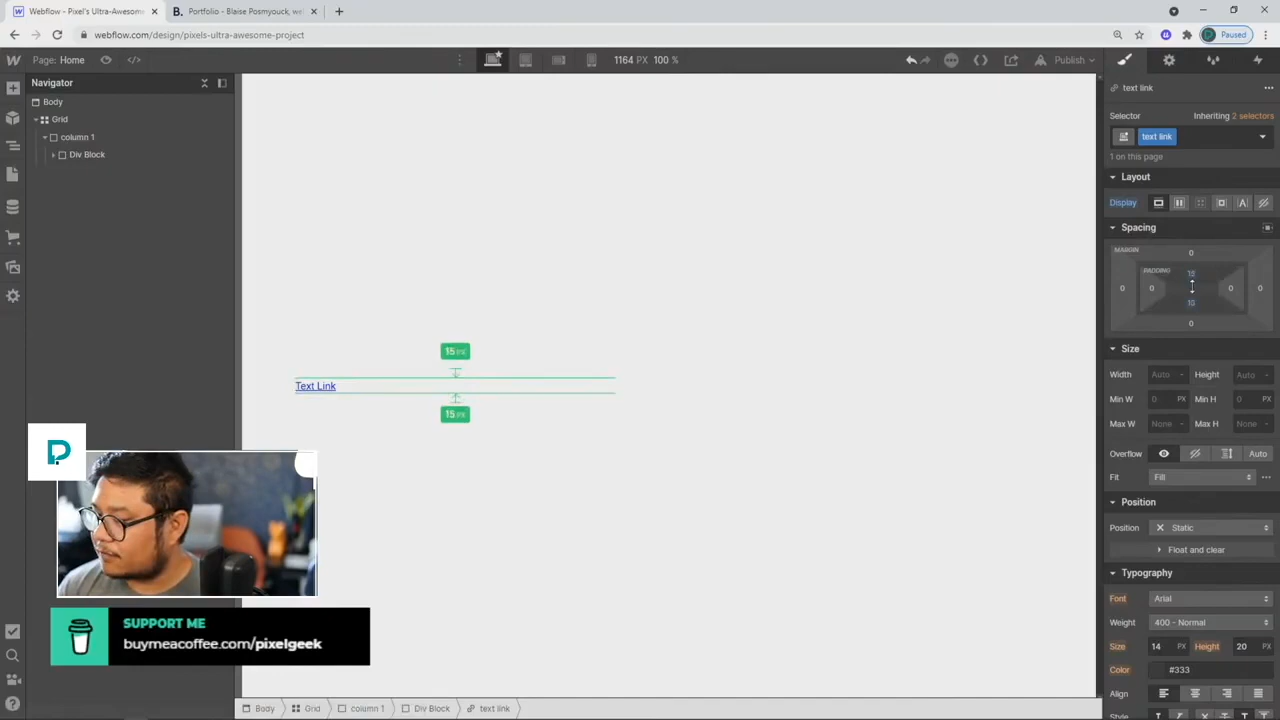 Webflow - Pixel's Ultra-Awesome
Portfolio - Blaise Posmyouck, we
webflow.com/design/pixels-ultra-awesome-project
Paused
Page: Home
1164 PX 100 %
Publish
Navigator
Body
Grid
column 1
Div Block
text link
Selector
Inheriting 2 selectors
text link
1 on this page
Layout
Display
Spacing
MARGIN
0
PADDING
0
0
0
0
0
15 PX
Text Link
15 PX
Size
Width Auto - Height Auto -
Min W 0 PX Min H 0 PX
Max W None - Max H None -
Overflow Auto
Fit Fill
Position
Position Static
Float and clear
Typography
Font Arial
Weight 400 - Normal
Size 14 PX Height 20 PX
Color #333
Align
Style
P
SUPPORT ME
buymeacoffee.com/pixelgeek
Body Grid column 1 Div Block text link